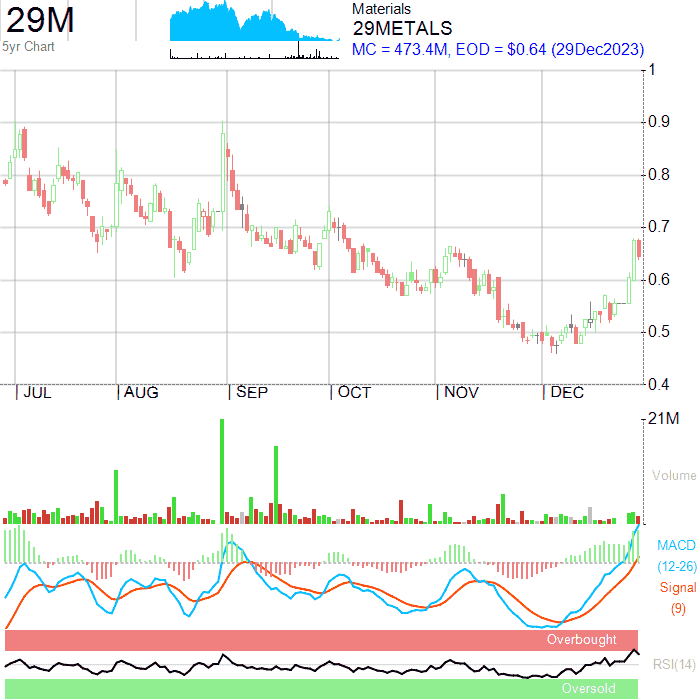 29M
5yr Chart
Materials
29METALS
MC = 473.4M, EOD = $0.64 (29Dec2023)
1
0.9
0.8
0.7
0.6
0.5
0.4
JUL AUG SEP OCT NOV DEC
21M
Volume
MACD
(12-26)
Signal
(9)
Overbought
RSI(14)
Oversold